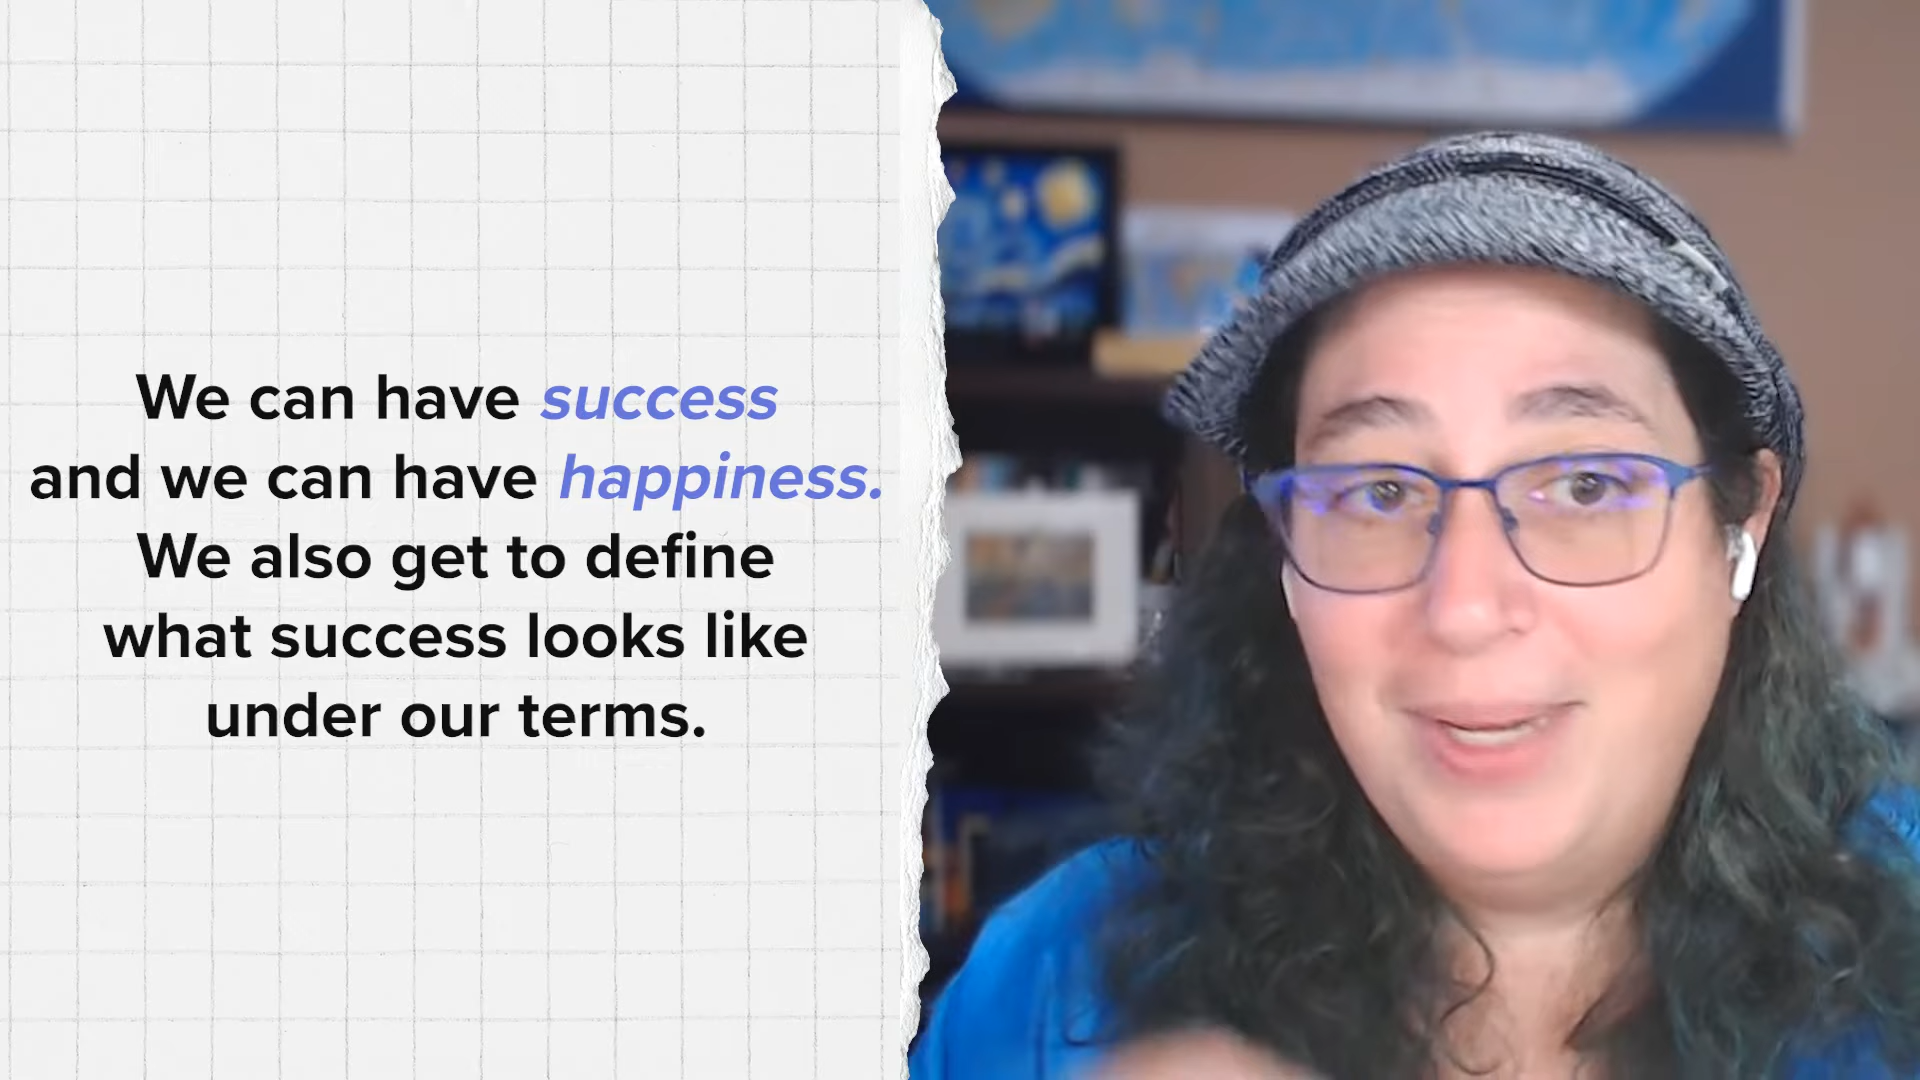 We can have success
and we can have happiness.
We also get to define
what success looks like
under our terms.